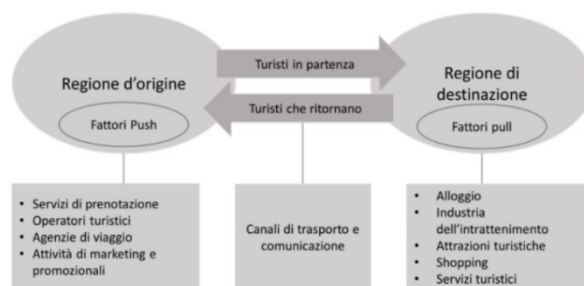 Regione d'origine
Fattori Push
Turisti in partenza
Turisti che ritornano
Regione di
destinazione
Fattori pull
• Servizi di prenotazione
• Operatori turistici
• Agenzie di viaggio
• Attività di marketing e
promozionali
Canali di trasporto e
comunicazione
• Alloggio
• Industria
dell'intrattenimento
• Attrazioni turistiche
• Shopping
• Servizi turistici